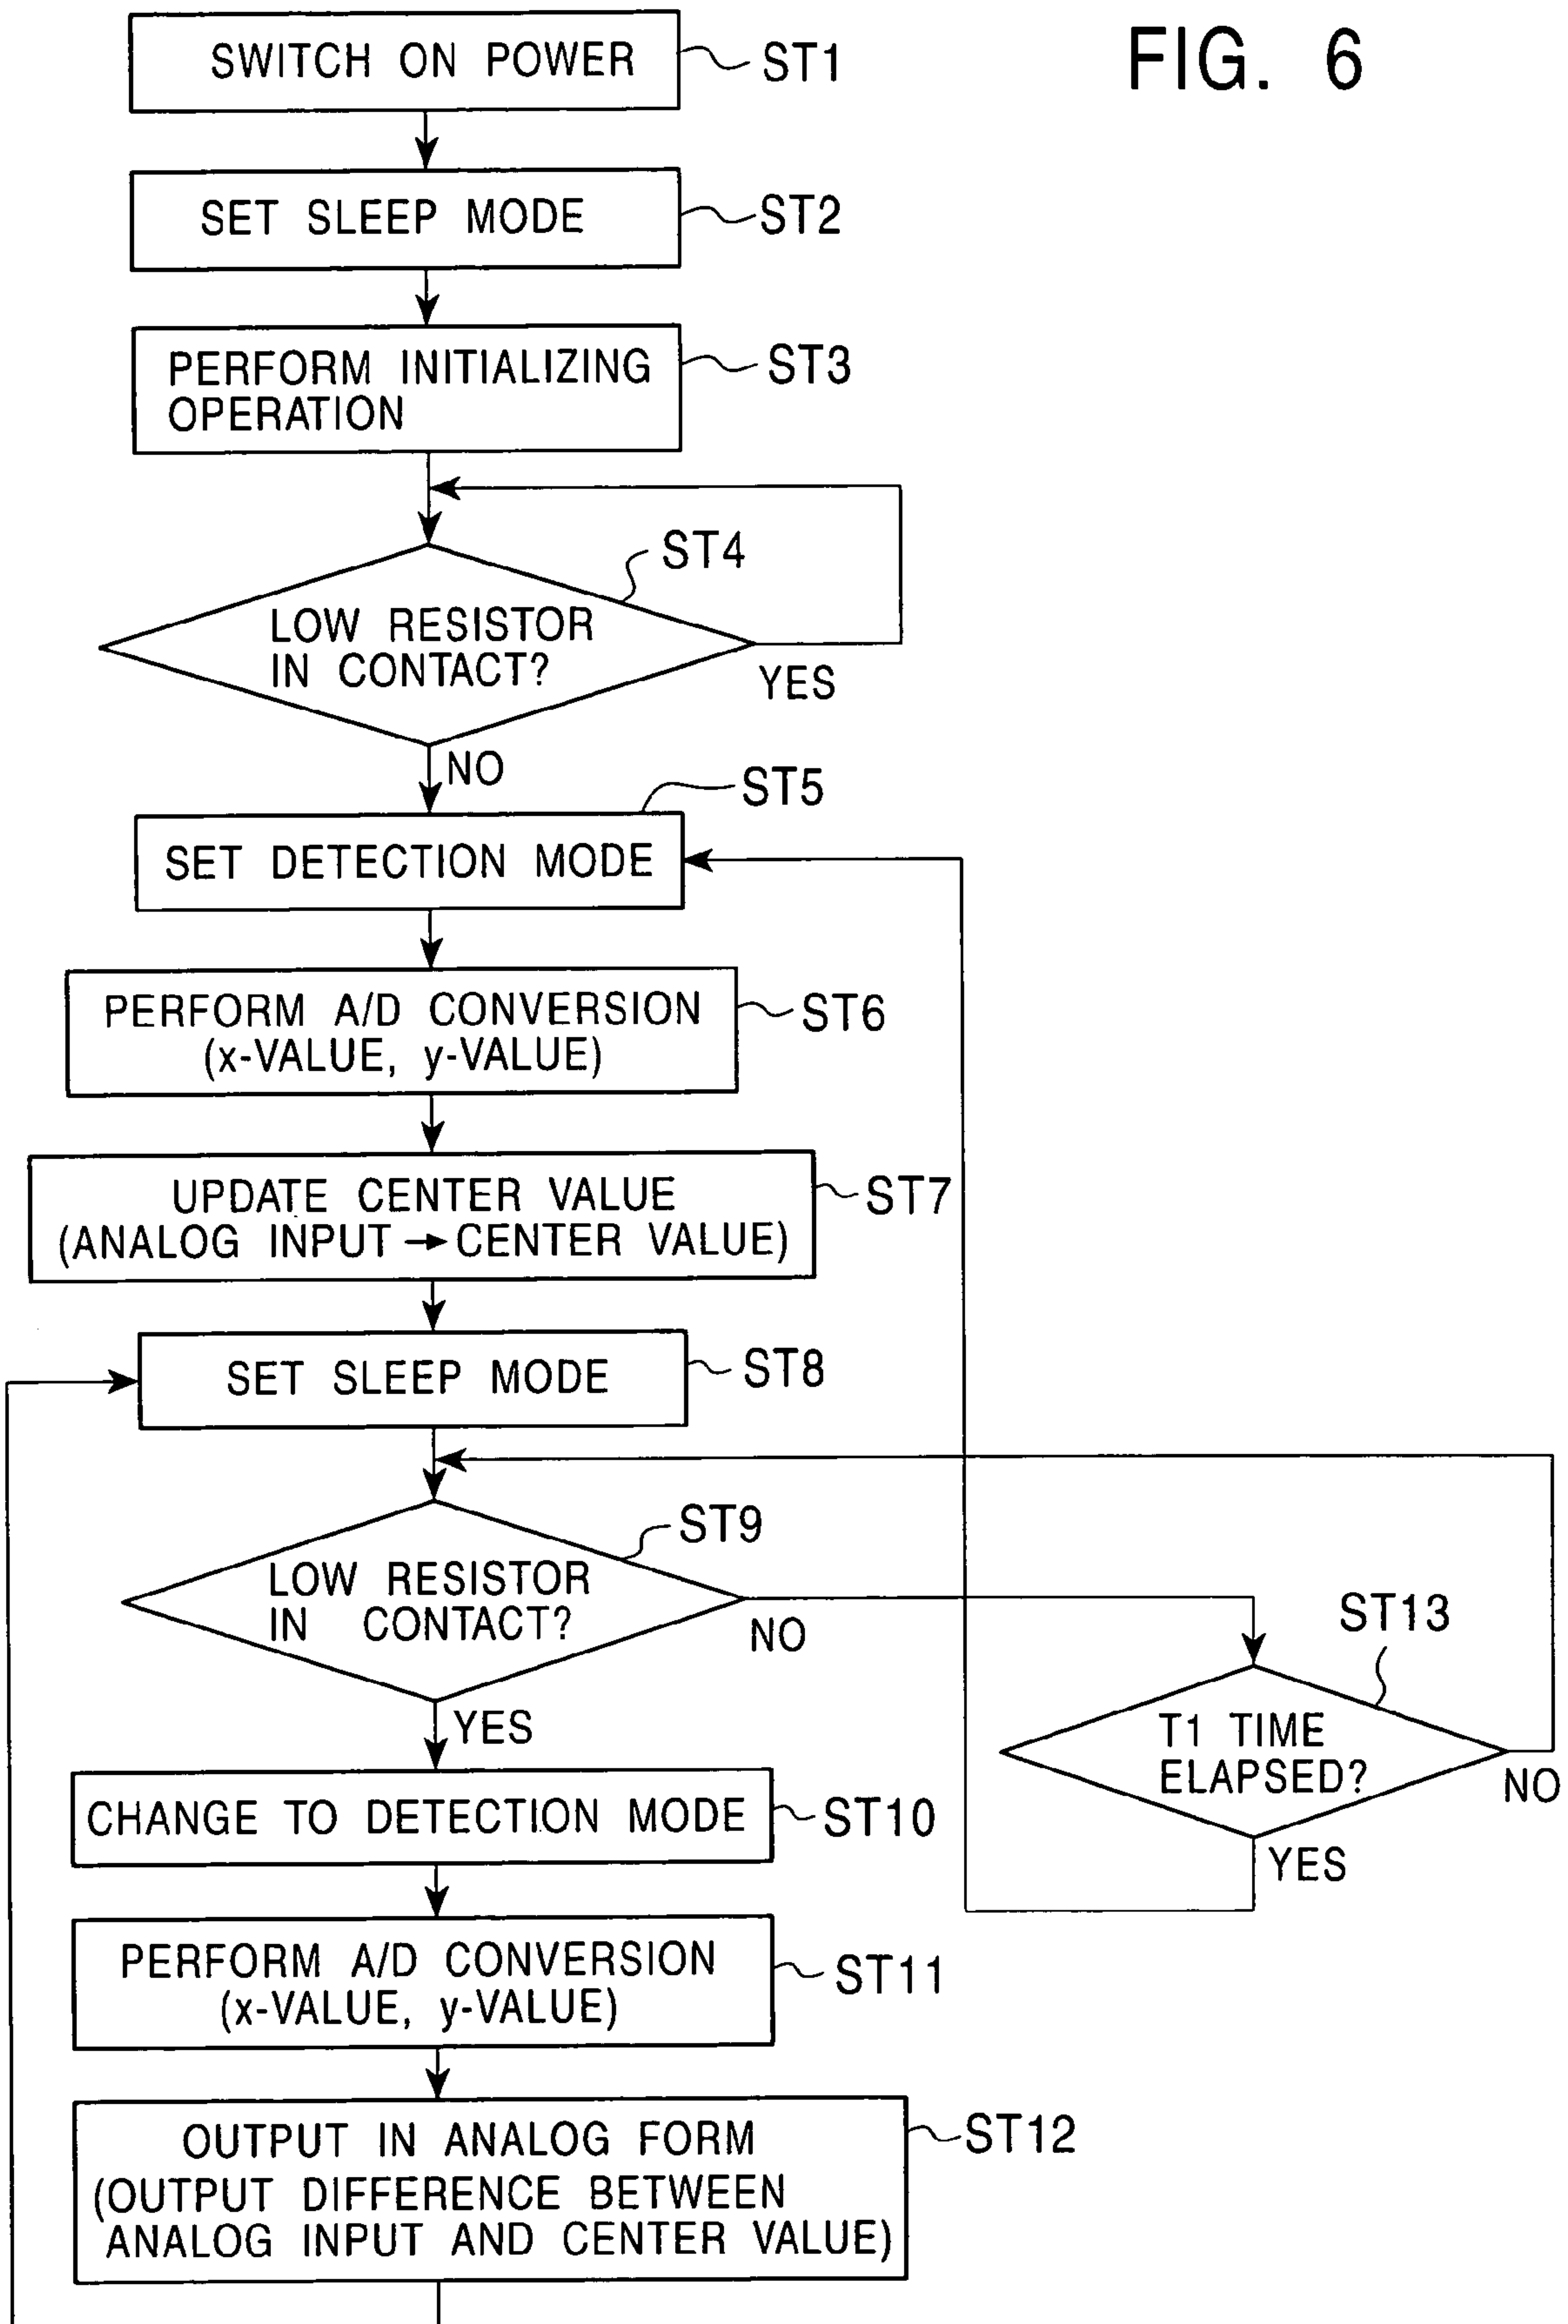 FIG. 6
SWITCH ON POWER
ST1
SET SLEEP MODE
ST2
PERFORM INITIALIZING
OPERATION
ST3
ST4
LOW RESISTOR
IN CONTACT?
YES
NO
ST5
SET DETECTION MODE
PERFORM A/D CONVERSION
(x-VALUE, y-VALUE)
ST6
UPDATE CENTER VALUE
(ANALOG INPUT → CENTER VALUE)
ST7
SET SLEEP MODE
ST8
ST9
LOW RESISTOR
IN CONTACT?
NO
YES
ST13
T1 TIME
ELAPSED?
NO
YES
CHANGE TO DETECTION MODE
ST10
PERFORM A/D CONVERSION
(x-VALUE, y-VALUE)
ST11
OUTPUT IN ANALOG FORM
(OUTPUT DIFFERENCE BETWEEN
ANALOG INPUT AND CENTER VALUE)
ST12